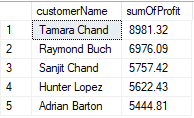 customerName sumOfProfit
1 Tamara Chand 8981.32
2 Raymond Buch 6976.09
3 Sanjit Chand 5757.42
4 Hunter Lopez 5622.43
5 Adrian Barton 5444.81